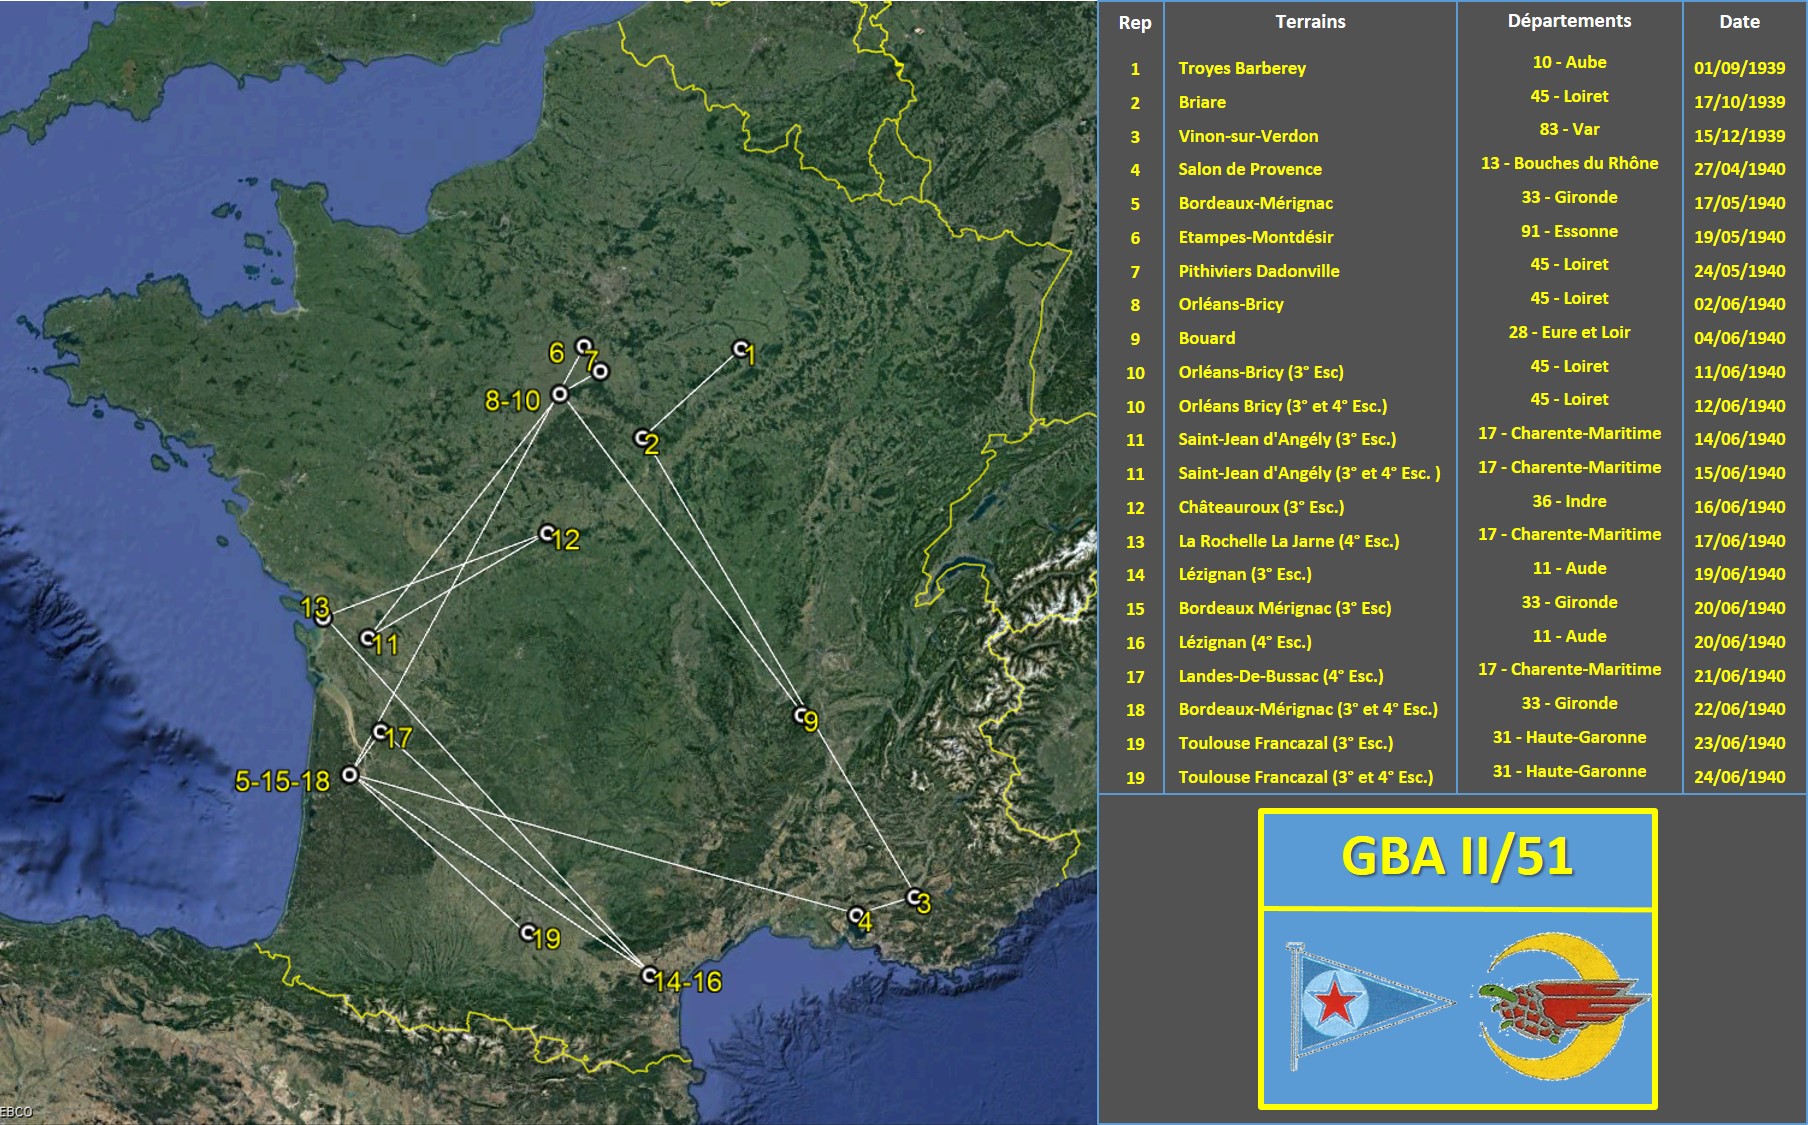 Rep Terrains Départements Date
1 Troyes Barberey 10 - Aube 01/09/1939
2 Briare 45 - Loiret 17/10/1939
3 Vinon-sur-Verdon 83 - Var 15/12/1939
4 Salon de Provence 13 - Bouches du Rhône 27/04/1940
5 Bordeaux-Mérignac 33 - Gironde 17/05/1940
6 Etampes-Montdésir 91 - Essonne 19/05/1940
7 Pithiviers Dadonville 45 - Loiret 24/05/1940
8 Orléans-Bricy 45 - Loiret 02/06/1940
9 Bouard 28 - Eure et Loir 04/06/1940
10 Orléans-Bricy (3° Esc) 45 - Loiret 11/06/1940
10 Orléans Bricy (3° et 4° Esc.) 45 - Loiret 12/06/1940
11 Saint-Jean d'Angély (3° Esc.) 17 - Charente-Maritime 14/06/1940
11 Saint-Jean d'Angély (3° et 4° Esc. ) 17 - Charente-Maritime 15/06/1940
12 Châteauroux (3° Esc.) 36 - Indre 16/06/1940
13 La Rochelle La Jarne (4° Esc.) 17 - Charente-Maritime 17/06/1940
14 Lézignan (3° Esc.) 11 - Aude 19/06/1940
15 Bordeaux Mérignac (3° Esc) 33 - Gironde 20/06/1940
16 Lézignan (4° Esc.) 11 - Aude 20/06/1940
17 Landes-De-Bussac (4° Esc.) 17 - Charente-Maritime 21/06/1940
18 Bordeaux-Mérignac (3° et 4° Esc.) 33 - Gironde 22/06/1940
19 Toulouse Francazal (3° Esc.) 31 - Haute-Garonne 23/06/1940
19 Toulouse Francazal (3° et 4° Esc.) 31 - Haute-Garonne 24/06/1940
GBA II/51
6
7
1
8-10
2
12
13
11
9
17
5-15-18
3
4
19
14-16
EBCO